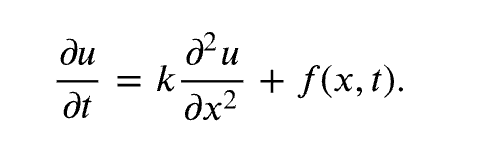 ∂u/∂t = k ∂²u/∂x² + f(x, t).